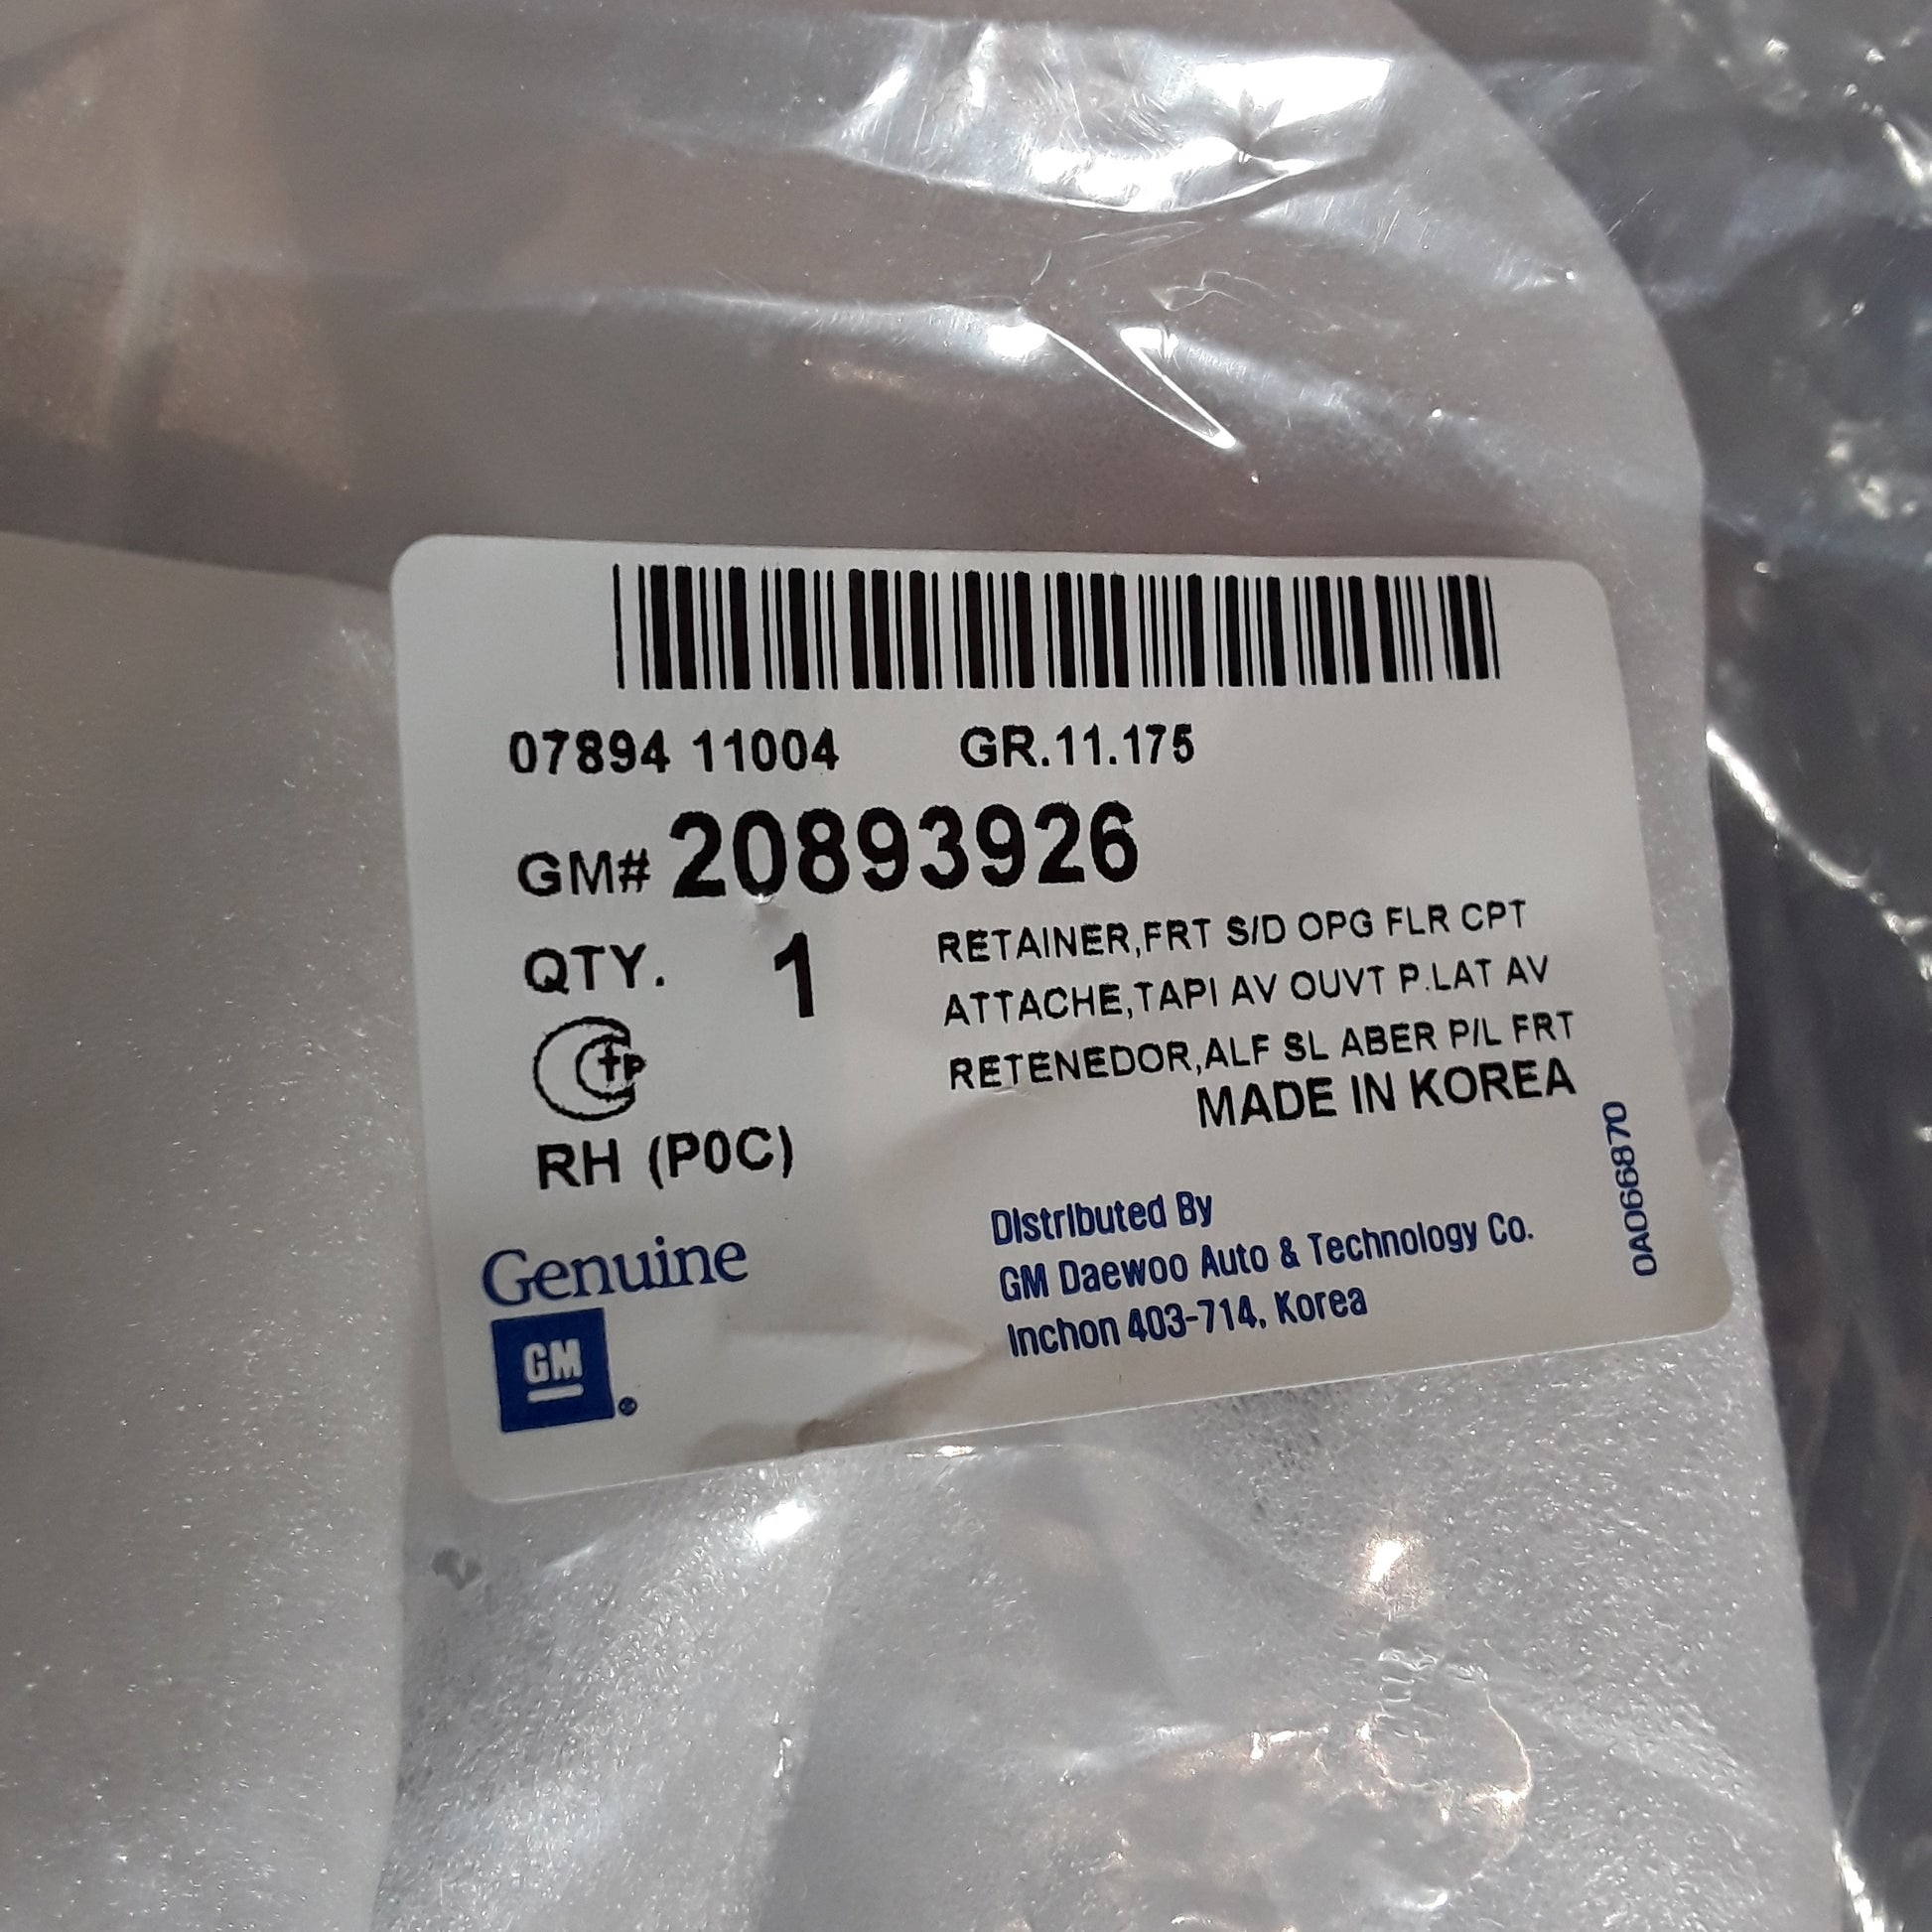 07894 11004 GR.11.175
GM# 20893926
QTY. 1
RETAINER,FRT S/D OPG FLR CPT
ATTACHE,TAPI AV OUVT P.LAT AV
RETENEDOR,ALF SL ABER P/L FRT
MADE IN KOREA
RH (P0C)
Genuine
GM
Distributed By
GM Daewoo Auto & Technology Co.
Inchon 403-714, Korea
0A066870